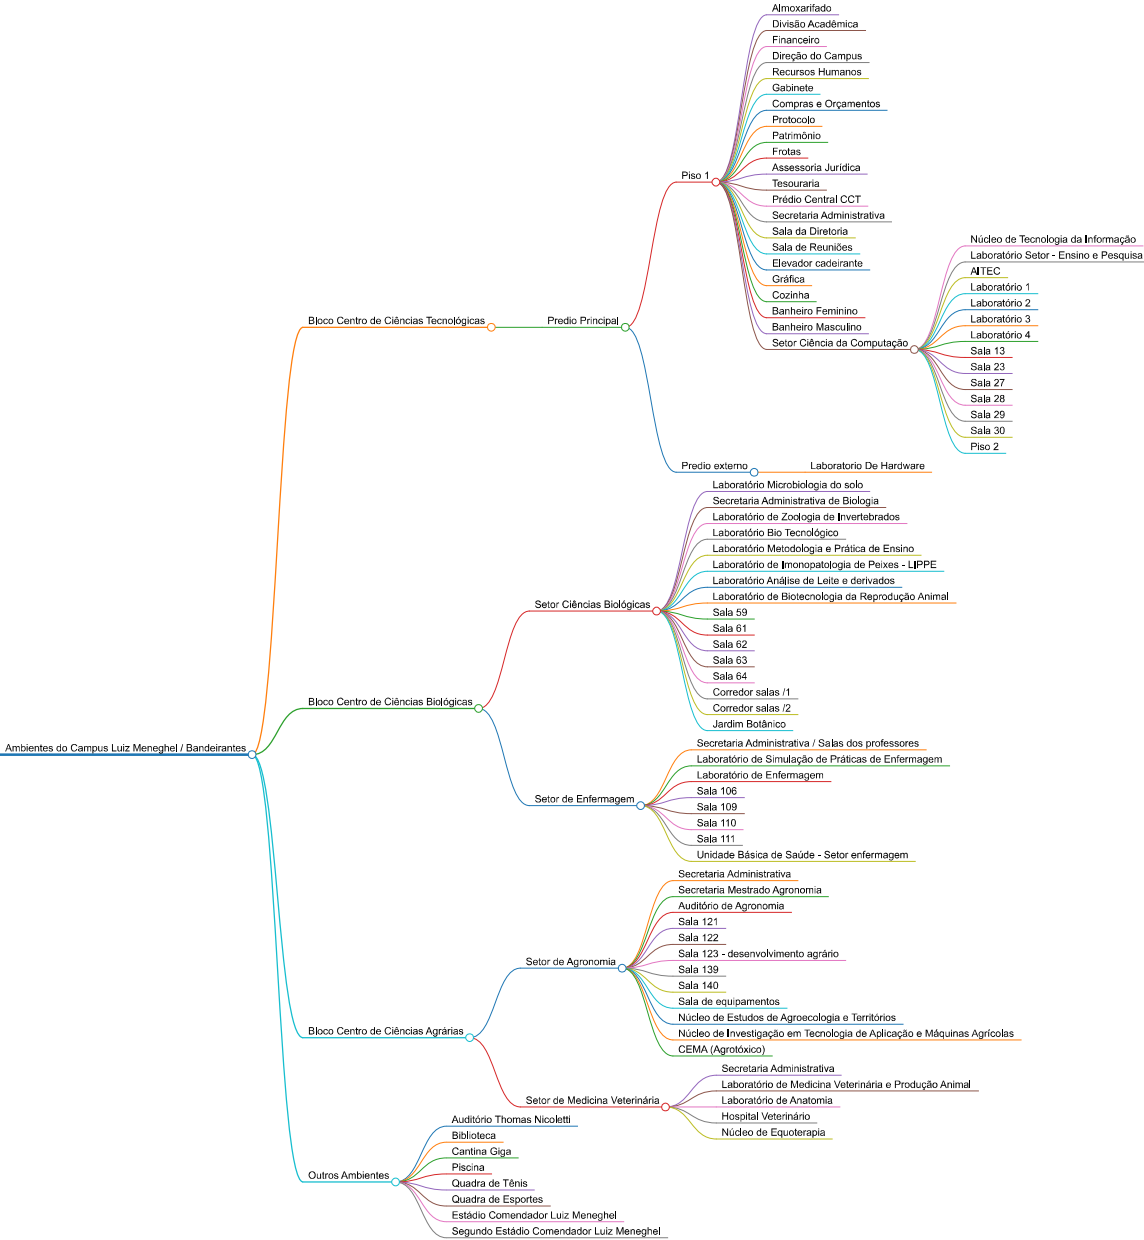 Ambientes do Campus Luiz Meneghel / Bandeirantes
Bloco Centro de Ciências Tecnológicas
Predio Principal
Piso 1
Almoxarifado
Divisão Acadêmica
Financeiro
Direção do Campus
Recursos Humanos
Gabinete
Compras e Orçamentos
Protocolo
Patrimônio
Frotas
Assessoria Jurídica
Tesouraria
Prédio Central CCT
Secretaria Administrativa
Sala da Diretoria
Sala de Reuniões
Elevador cadeirante
Gráfica
Cozinha
Banheiro Feminino
Banheiro Masculino
Setor Ciência da Computação
Núcleo de Tecnologia da Informação
Laboratório Setor - Ensino e Pesquisa
AITEC
Laboratório 1
Laboratório 2
Laboratório 3
Laboratório 4
Sala 13
Sala 23
Sala 27
Sala 28
Sala 29
Sala 30
Piso 2
Predio externo
Laboratorio De Hardware
Bloco Centro de Ciências Biológicas
Setor Ciências Biológicas
Laboratório Microbiologia do solo
Secretaria Administrativa de Biologia
Laboratório de Zoologia de Invertebrados
Laboratório Bio Tecnológico
Laboratório Metodologia e Prática de Ensino
Laboratório de Imonopatologia de Peixes - LIPPE
Laboratório Análise de Leite e derivados
Laboratório de Biotecnologia da Reprodução Animal
Sala 59
Sala 61
Sala 62
Sala 63
Sala 64
Corredor salas /1
Corredor salas /2
Jardim Botânico
Setor de Enfermagem
Secretaria Administrativa / Salas dos professores
Laboratório de Simulação de Práticas de Enfermagem
Laboratório de Enfermagem
Sala 106
Sala 109
Sala 110
Sala 111
Unidade Básica de Saúde - Setor enfermagem
Bloco Centro de Ciências Agrárias
Setor de Agronomia
Secretaria Administrativa
Secretaria Mestrado Agronomia
Auditório de Agronomia
Sala 121
Sala 122
Sala 123 - desenvolvimento agrário
Sala 139
Sala 140
Sala de equipamentos
Núcleo de Estudos de Agroecologia e Territórios
Núcleo de Investigação em Tecnologia de Aplicação e Máquinas Agrícolas
CEMA (Agrotóxico)
Setor de Medicina Veterinária
Secretaria Administrativa
Laboratório de Medicina Veterinária e Produção Animal
Laboratório de Anatomia
Hospital Veterinário
Núcleo de Equoterapia
Outros Ambientes
Auditório Thomas Nicoletti
Biblioteca
Cantina Giga
Piscina
Quadra de Tênis
Quadra de Esportes
Estádio Comendador Luiz Meneghel
Segundo Estádio Comendador Luiz Meneghel